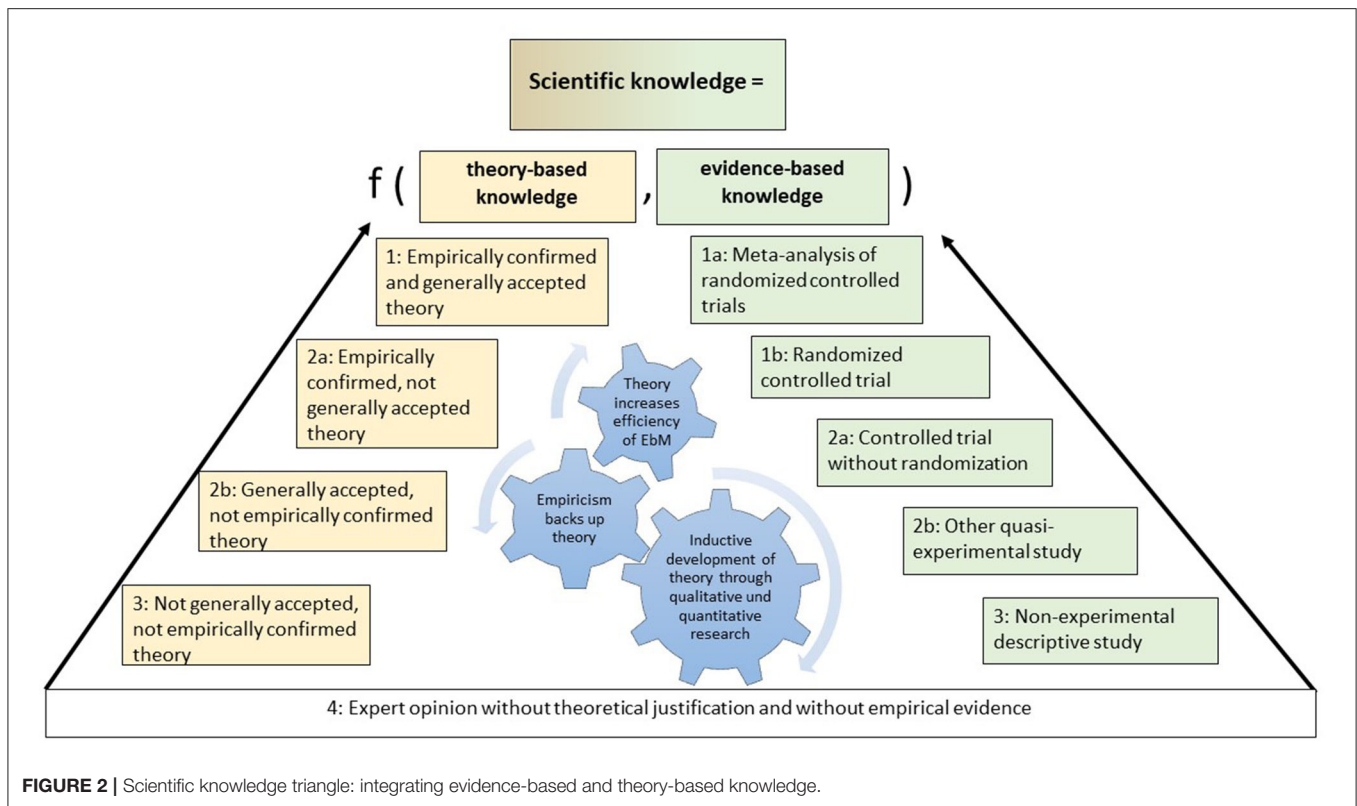 Scientific knowledge =
f ( theory-based
knowledge , evidence-based
knowledge )
1: Empirically confirmed
and generally accepted
theory
1a: Meta-analysis of
randomized controlled
trials
2a: Empirically
confirmed, not
generally accepted
theory
1b: Randomized
controlled trial
Theory
increases
efficiency
of EbM
2a: Controlled trial
without randomization
2b: Generally accepted,
not empirically confirmed
theory
Empiricism
backs up
theory
2b: Other quasi-
experimental study
Inductive
development of
theory through
qualitative und
quantitative
research
3: Not generally accepted,
not empirically confirmed
theory
3: Non-experimental
descriptive study
4: Expert opinion without theoretical justification and without empirical evidence
FIGURE 2 | Scientific knowledge triangle: integrating evidence-based and theory-based knowledge.